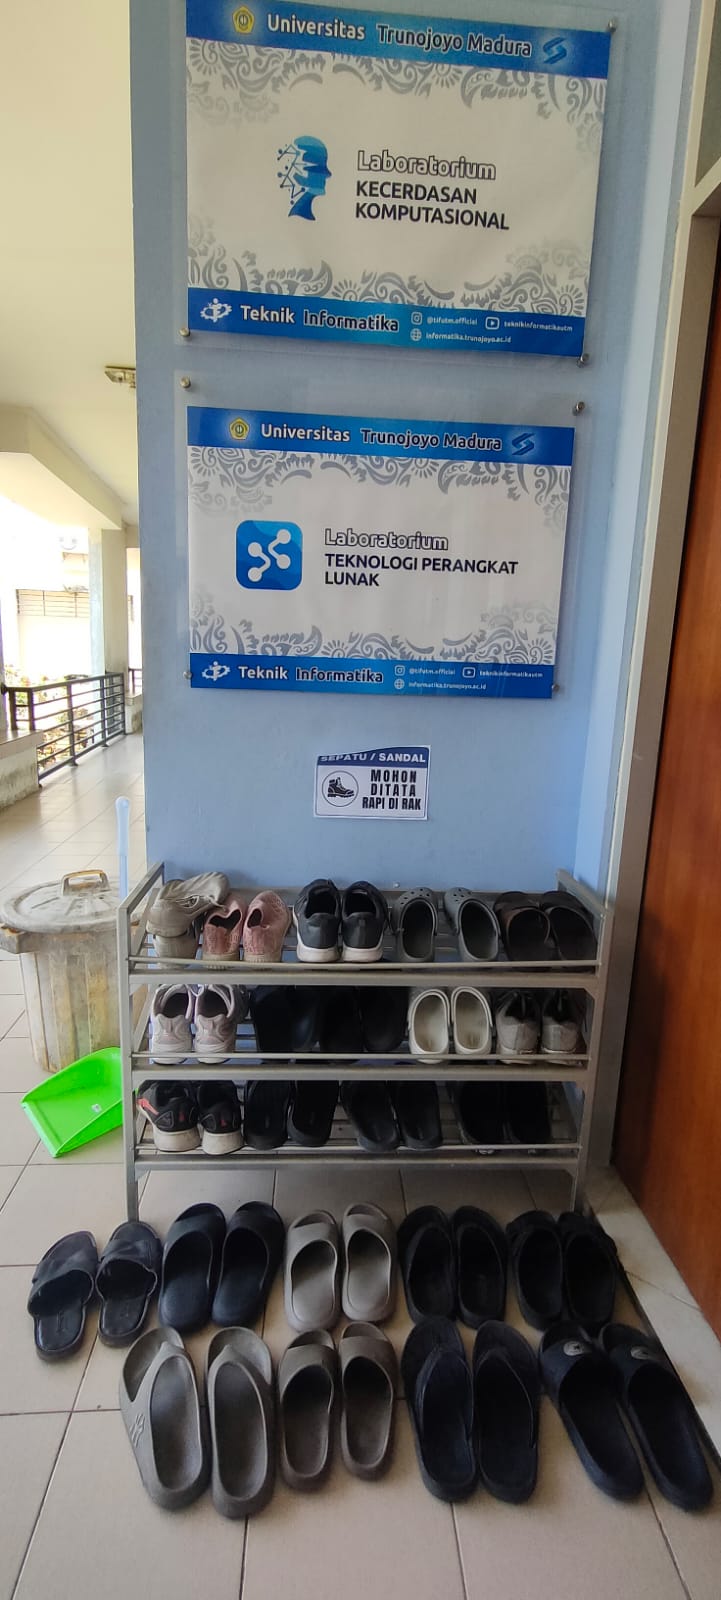 Universitas Trunojoyo Madura
Laboratorium
KECERDASAN
KOMPUTASIONAL
Teknik Informatika
@tifutm.official
teknikinformatikautm
informatika.trunojoyo.ac.id
Universitas Trunojoyo Madura
Laboratorium
TEKNOLOGI PERANGKAT
LUNAK
Teknik Informatika
@tifutm.official
teknikinformatikautm
informatika.trunojoyo.ac.id
SEPATU / SANDAL
MOHON
DITATA
RAPI DI RAK